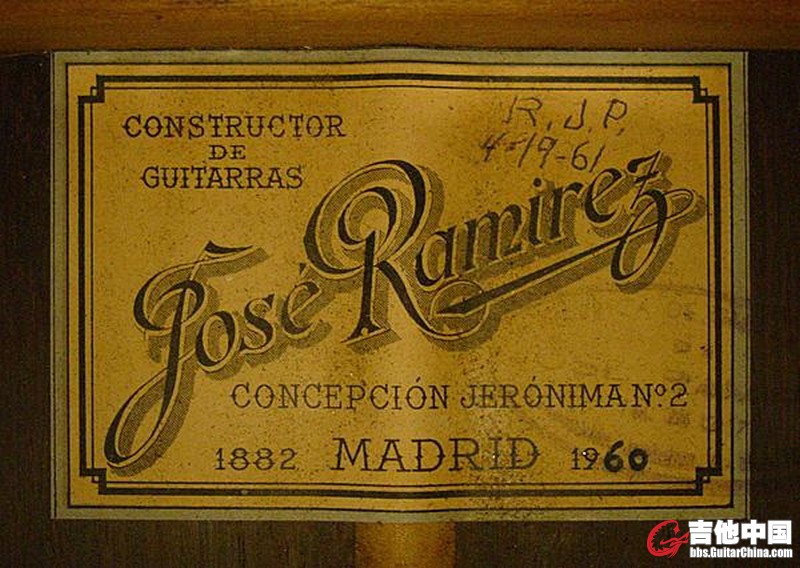 CONSTRUCTOR
DE
GUITARRAS
R.J.P.
4-19-61
José Ramirez
CONCEPCIÓN JERÓNIMA Nº.2
1882 MADRID 1960
吉他中国
bbs.GuitarChina.com